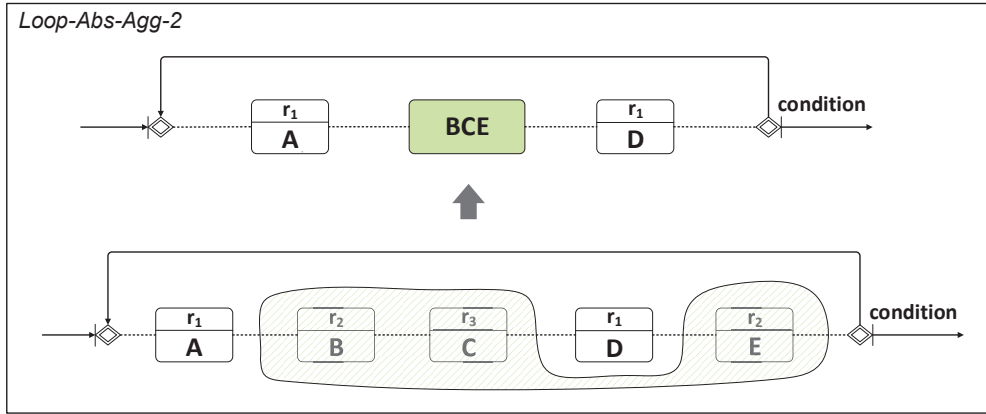 Loop-Abs-Agg-2
condition
r1
A
BCE
r1
D
condition
r1
A
r2
B
r3
C
r1
D
r2
E